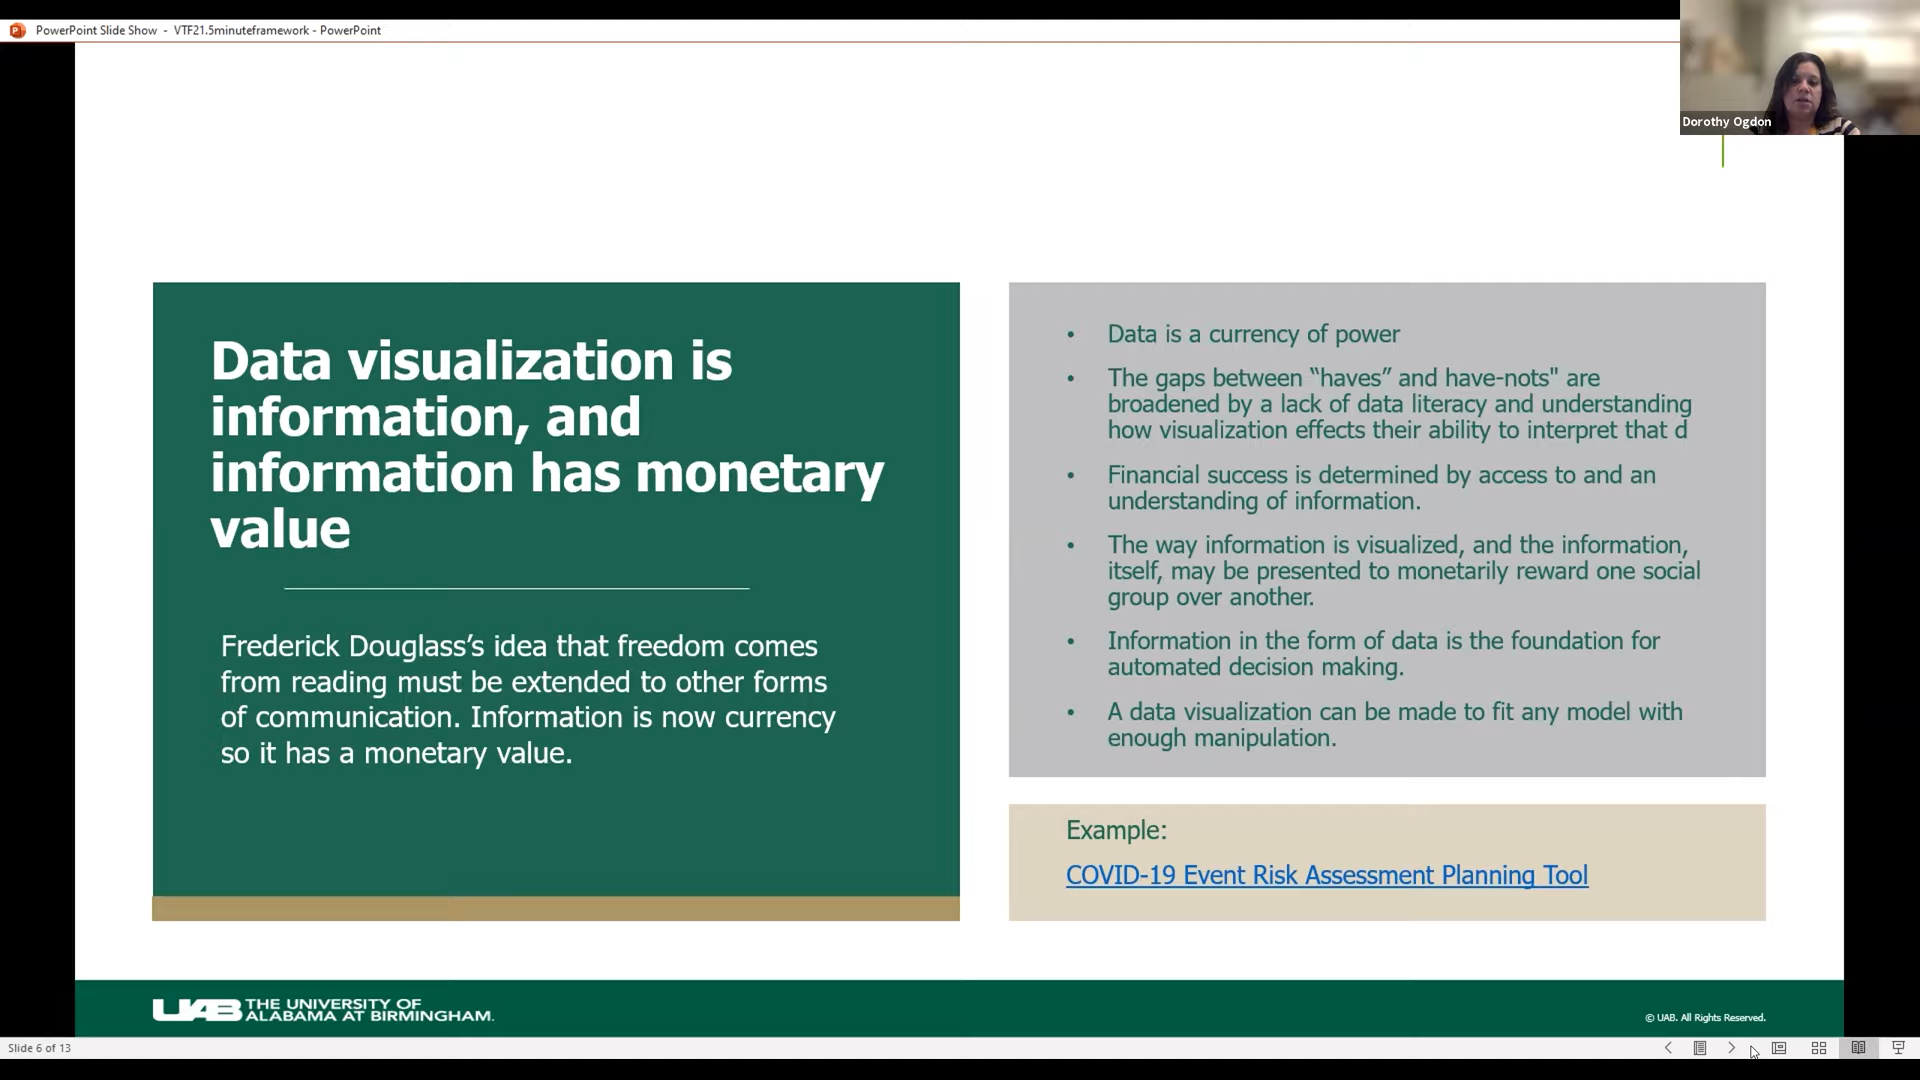 PowerPoint Slide Show - VTF21.5minuteframework - PowerPoint
Dorothy Ogdon
Data visualization is
information, and
information has monetary
value
Frederick Douglass’s idea that freedom comes
from reading must be extended to other forms
of communication. Information is now currency
so it has a monetary value.
• Data is a currency of power
• The gaps between “haves” and have-nots" are
broadened by a lack of data literacy and understanding
how visualization effects their ability to interpret that d
• Financial success is determined by access to and an
understanding of information.
• The way information is visualized, and the information,
itself, may be presented to monetarily reward one social
group over another.
• Information in the form of data is the foundation for
automated decision making.
• A data visualization can be made to fit any model with
enough manipulation.
Example:
COVID-19 Event Risk Assessment Planning Tool
UAB THE UNIVERSITY OF
ALABAMA AT BIRMINGHAM.
© UAB. All Rights Reserved.
Slide 6 of 13